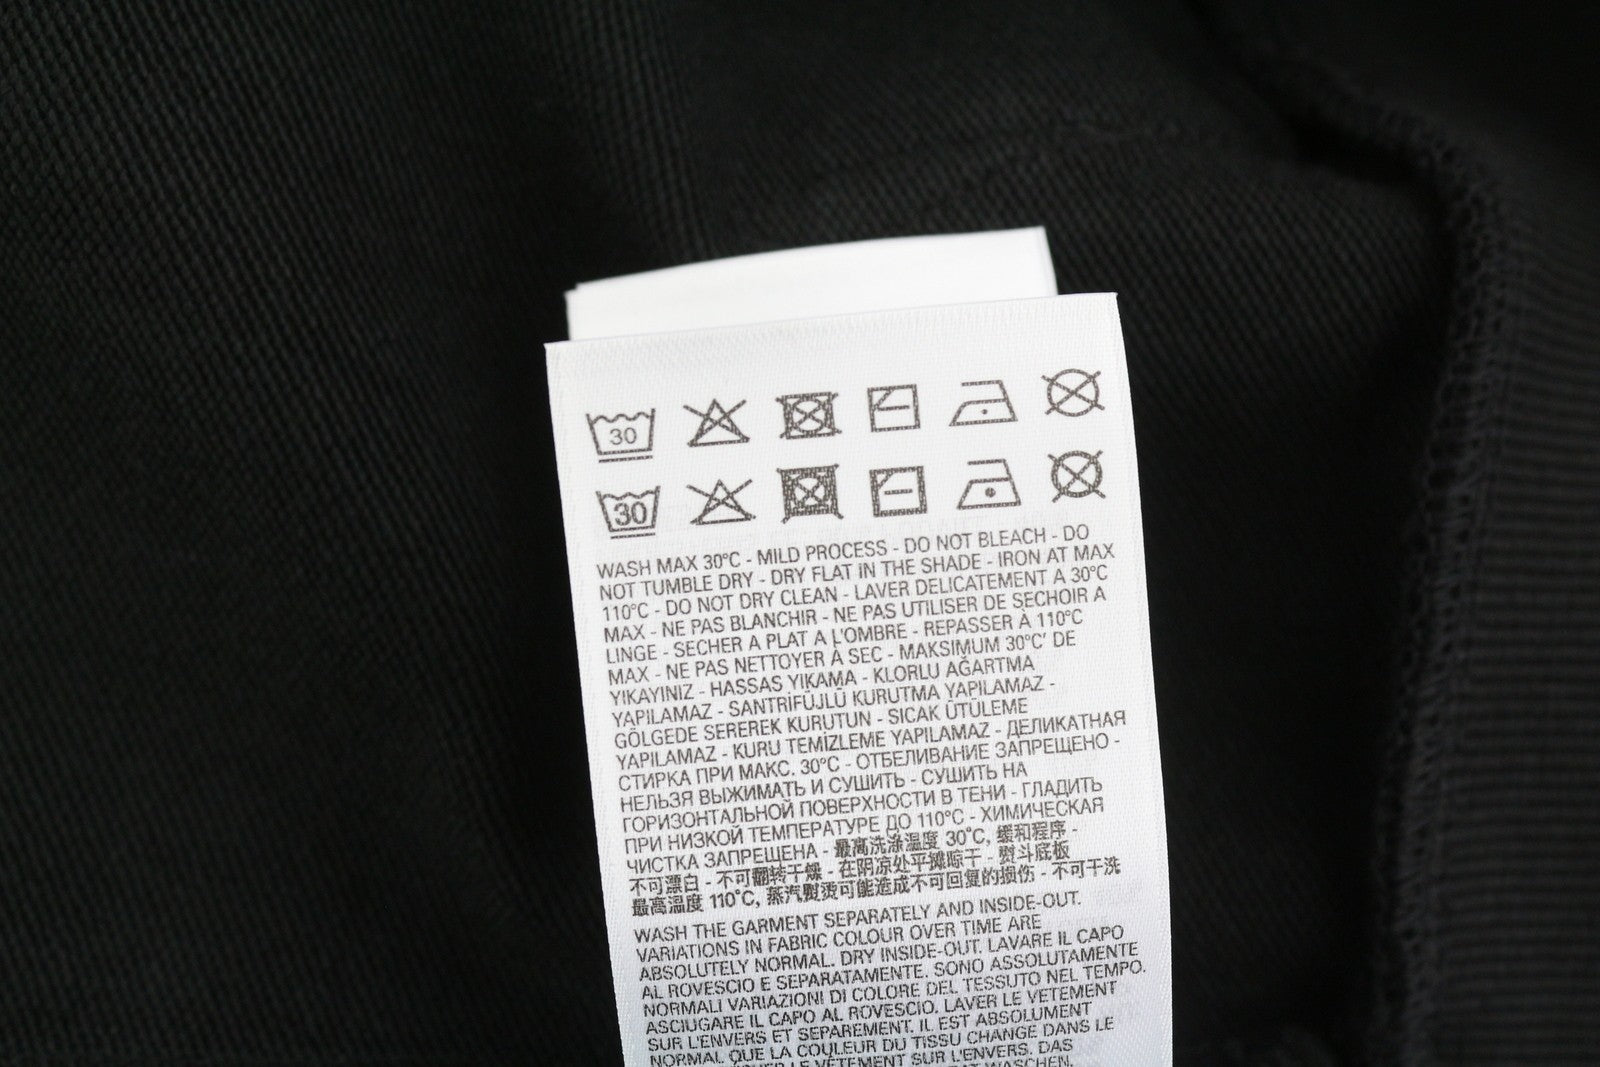 30
30
WASH MAX 30°C - MILD PROCESS - DO NOT BLEACH - DO
NOT TUMBLE DRY - DRY FLAT IN THE SHADE - IRON AT MAX
110°C - DO NOT DRY CLEAN - LAVER DELICATEMENT A 30°C
MAX - NE PAS BLANCHIR - NE PAS UTILISER DE SECHOIR A
LINGE - SECHER A PLAT A L'OMBRE - REPASSER À 110°C
MAX - NE PAS NETTOYER À SEC - MAKSIMUM 30°C' DE
YIKAYINIZ - HASSAS YIKAMA - KLORLU AĞARTMA
YAPILAMAZ - SANTRİFÜJLÜ KURUTMA YAPILAMAZ -
GÖLGEDE SEREREK KURUTUN - SICAK ÜTÜLEME
YAPILAMAZ - KURU TEMİZLEME YAPILAMAZ - ДЕЛИКАТНАЯ
СТИРКА ПРИ МАКС. 30°C - ОТБЕЛИВАНИЕ ЗАПРЕЩЕНО -
НЕЛЬЗЯ ВЫЖИМАТЬ И СУШИТЬ - СУШИТЬ НА
ГОРИЗОНТАЛЬНОЙ ПОВЕРХНОСТИ В ТЕНИ - ГЛАДИТЬ
ПРИ НИЗКОЙ ТЕМПЕРАТУРЕ ДО 110°C - ХИМИЧЕСКАЯ
ЧИСТКА ЗАПРЕЩЕНА - 最高洗涤温度 30°C, 缓和程序 -
不可漂白 - 不可翻转干燥 - 在阴凉处平摊晾干 - 熨斗底板
最高温度 110°C, 蒸汽熨烫可能造成不可回复的损伤 - 不可干洗
WASH THE GARMENT SEPARATELY AND INSIDE-OUT.
VARIATIONS IN FABRIC COLOUR OVER TIME ARE
ABSOLUTELY NORMAL. DRY INSIDE-OUT. LAVARE IL CAPO
AL ROVESCIO E SEPARATAMENTE. SONO ASSOLUTAMENTE
NORMALI VARIAZIONI DI COLORE DEL TESSUTO NEL TEMPO.
ASCIUGARE IL CAPO AL ROVESCIO. LAVER LE VETEMENT
SUR L'ENVERS ET SEPAREMENT. IL EST ABSOLUMENT
NORMAL QUE LA COULEUR DU TISSU CHANGE DANS LE
LE VÊTEMENT SUR L'ENVERS. DAS
WASCHEN.